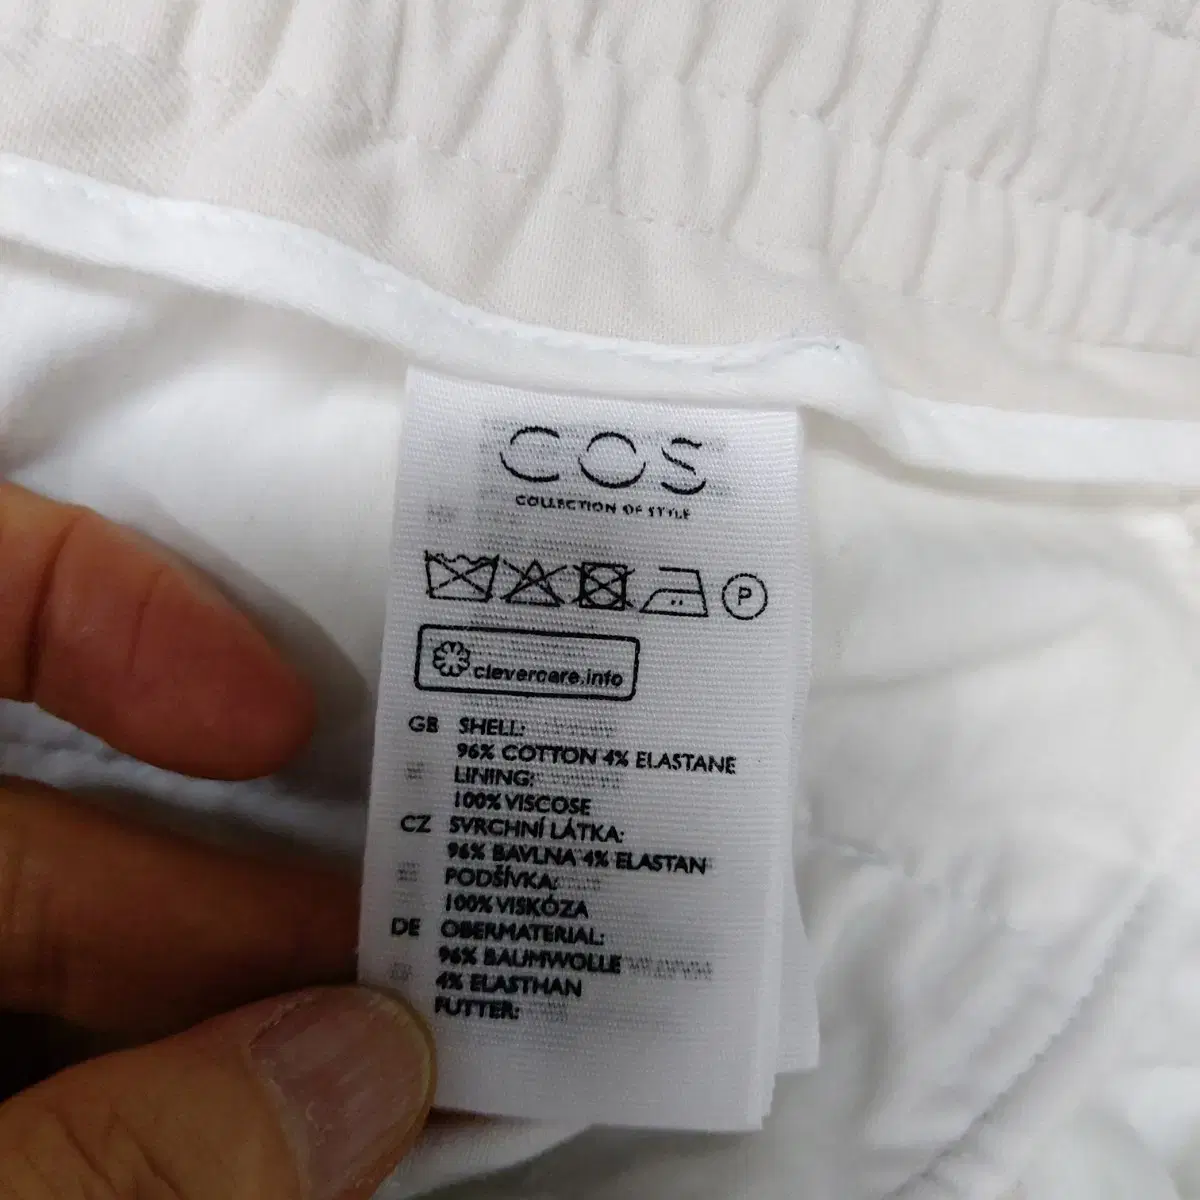 COS
COLLECTION OF STYLE
P
clevercare.info
GB SHELL:
96% COTTON 4% ELASTANE
LINING:
100% VISCOSE
CZ SVRCHNÍ LÁTKA:
96% BAVLNA 4% ELASTAN
PODŠÍVKA:
100% VISKÓZA
DE OBERMATERIAL:
96% BAUMWOLLE
4% ELASTHAN
FUTTER: